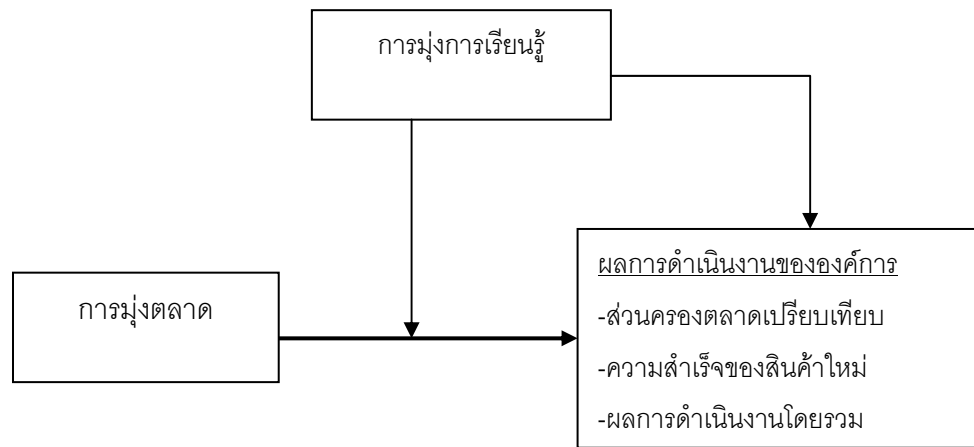 การมุ่งการเรียนรู้
การมุ่งตลาด
ผลการดำเนินงานขององค์การ
-ส่วนครองตลาดเปรียบเทียบ
-ความสำเร็จของสินค้าใหม่
-ผลการดำเนินงานโดยรวม